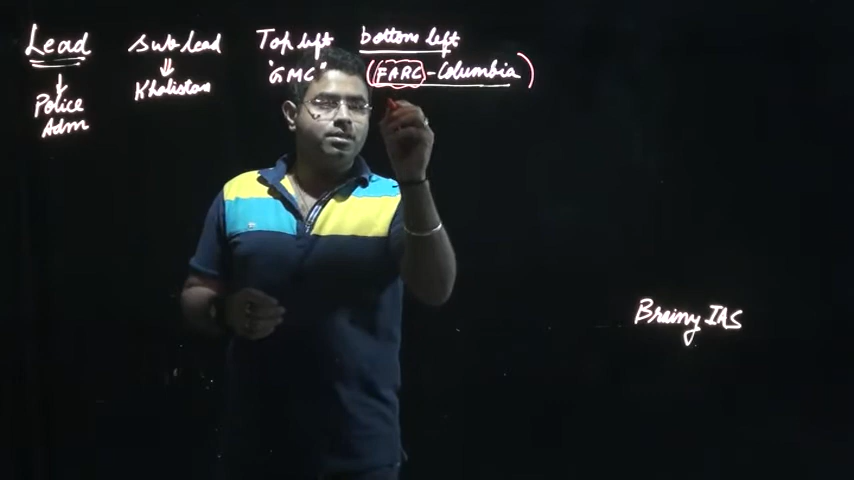 Lead sub lead Top left bottom left
↓ ⇓ "GMC" (FARC - Columbia)
Police Khalistan
Adm
Brainy IAS